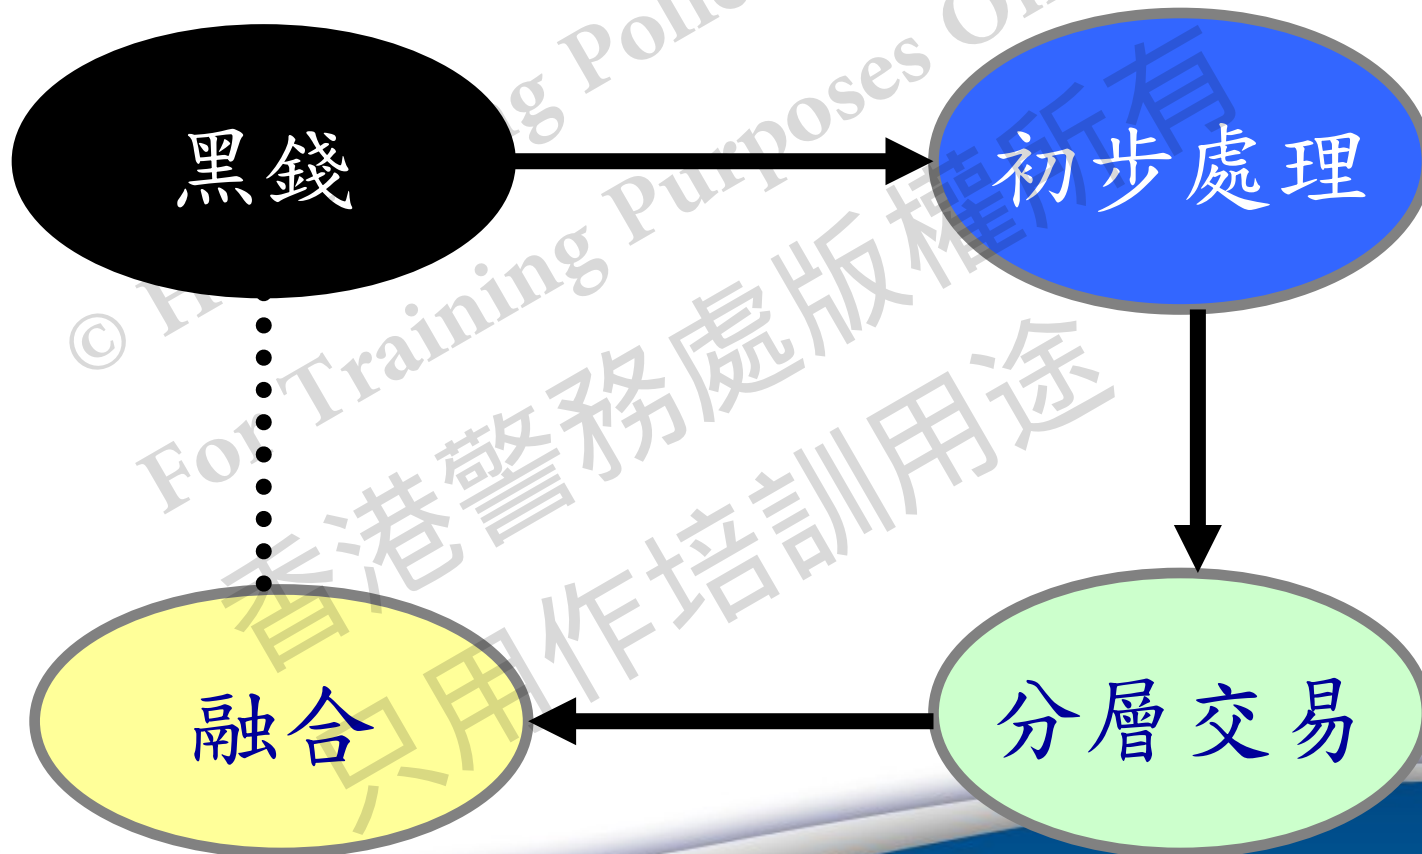 黑錢
初步處理
融合
分層交易
For Training Purposes
香港警務處版權所有
只用作培訓用途